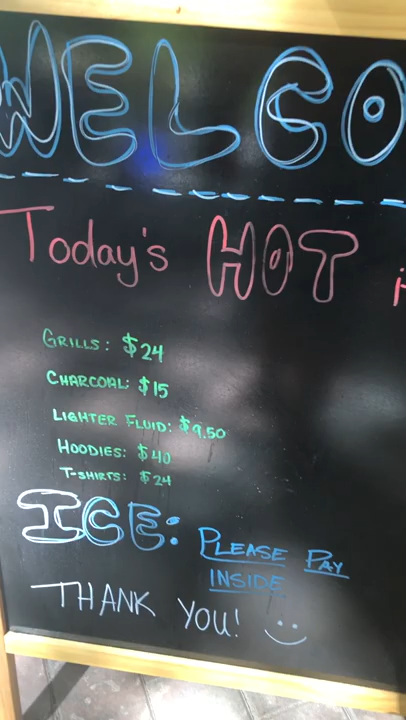 WELCO
Today's HOT i
GRILLS: $24
CHARCOAL: $15
LIGHTER FLUID: $9.50
HOODIES: $40
T-SHIRTS: $24
ICE: PLEASE PAY
INSIDE
THANK YOU!